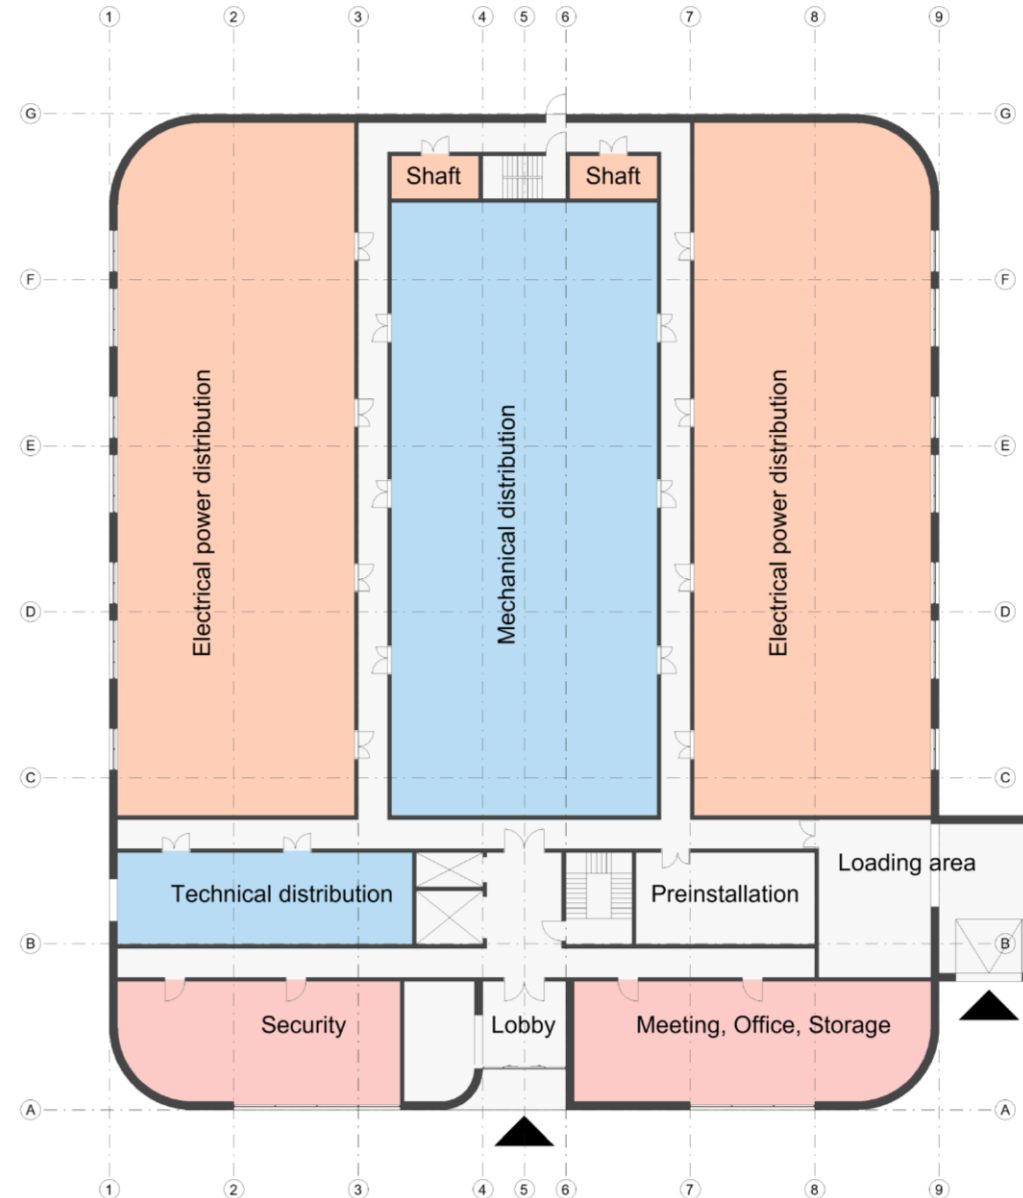 1 2 3 4 5 6 7 8 9
G G
Shaft Shaft
F F
Electrical power distribution
Mechanical distribution
Electrical power distribution
E E
D D
C C
Loading area
Technical distribution
Preinstallation
B B
Security
Lobby
Meeting, Office, Storage
A A
1 2 3 4 5 6 7 8 9